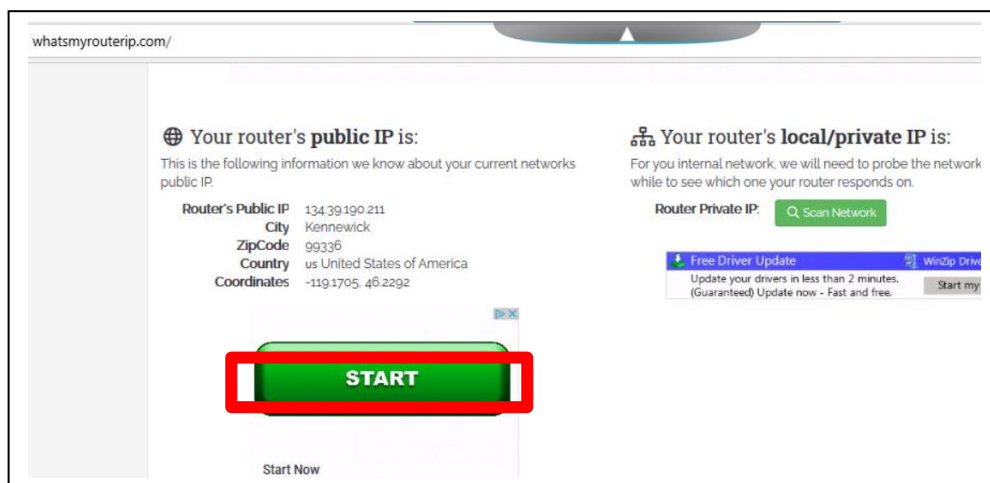 whatsmyrouterip.com/
Your router's public IP is:
This is the following information we know about your current networks
public IP.
Router's Public IP 134.39.190.211
City Kennewick
ZipCode 99336
Country us United States of America
Coordinates -119.1705, 46.2292
START
Start Now
Your router's local/private IP is:
For you internal network, we will need to probe the network
while to see which one your router responds on.
Router Private IP: Scan Network
Free Driver Update WinZip Drive
Update your drivers in less than 2 minutes.
(Guaranteed) Update now - Fast and free.
Start my